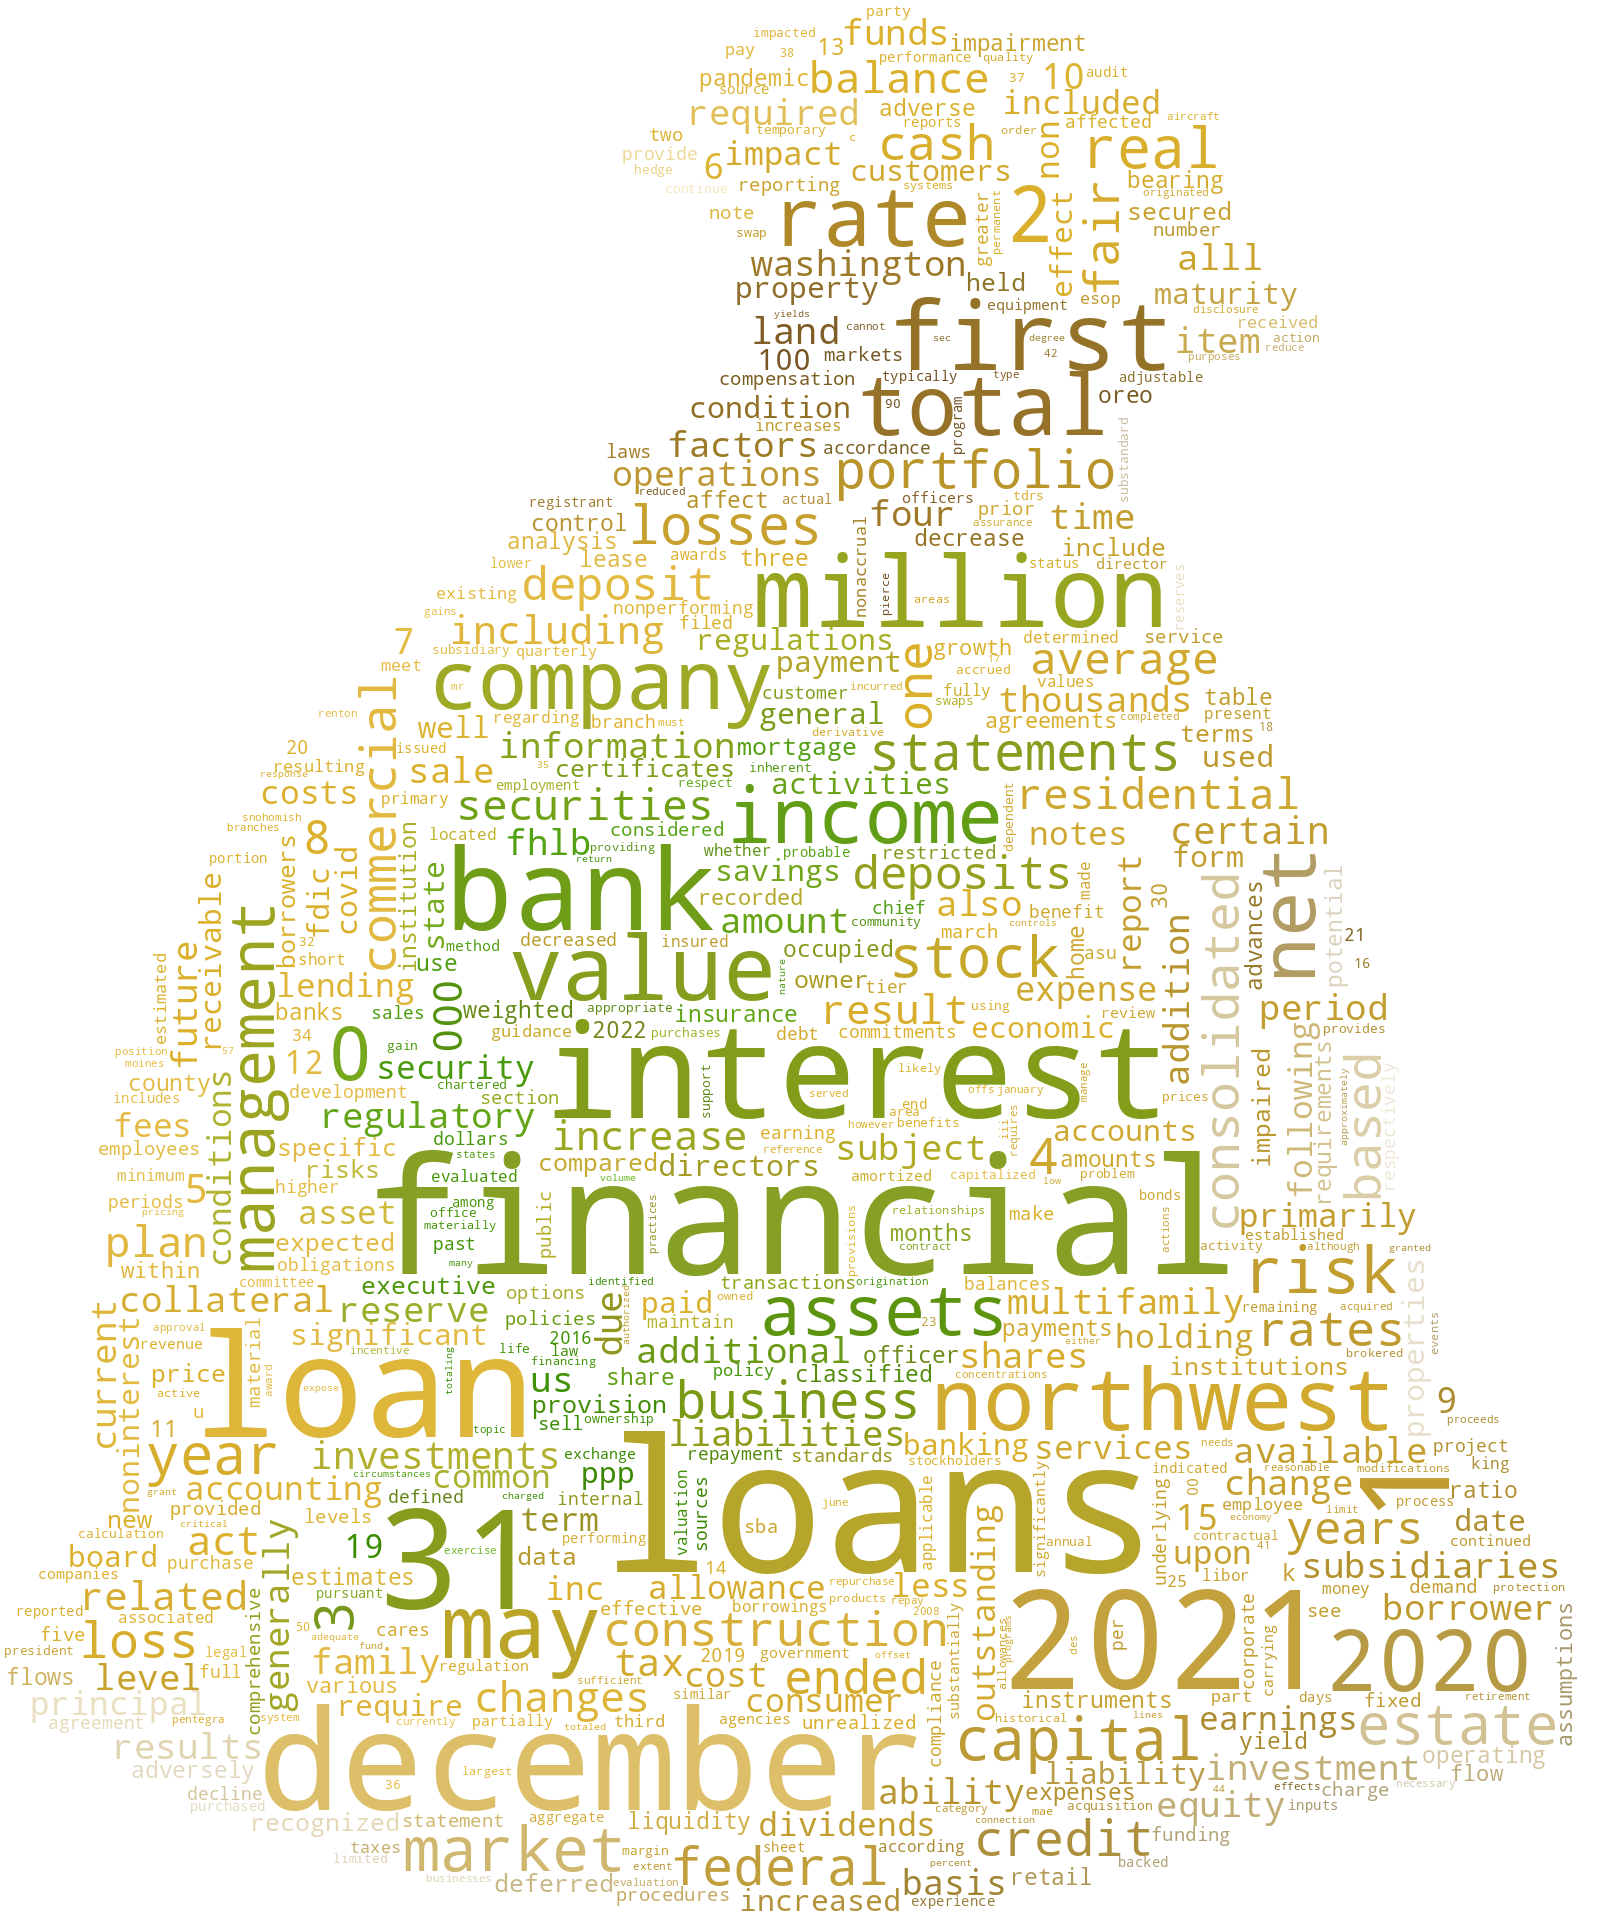 party
impacted funds
pay 38 13 impairment
performance quality
pandemic balance 37 10 audit
source
required adverse included
reports non affected aircraft
two temporary c cash order real
provide 6 impact customers
hedge systems bearing
continue reporting originated
note rate greater permanent 2 effect fair secured
swap number
washington alll
property held
equipment esop maturity
yields disclosure
land cannot first received
sec degree item action
100 markets 42 reduce
purposes
compensation typically type adjustable
condition 90 total oreo
increases program
laws factors accordance
operations portfolio substandard
reduced
registrant affect actual officers tdrs
control losses four prior time
assurance
analysis decrease include
lower lease awards three status director
deposit nonaccrual million reserves
existing nonperforming pierce areas
gains
7 including filed regulations determined service
subsidiary quarterly growth
meet company payment one accrued 17 average
mr customer incurred fully values
renton commercial general swaps thousands table
well regarding branch must agreements completed present
derivative 18
20 issued information mortgage statements terms
resulting 35 certificates inherent used
response sale activities
costs primary employment respect residential
snohomish securities income dependent
branches 8 located fhlb considered notes certain
providing whether probable restricted form
portion borrowers covid institution return
fdic state bank savings deposits made report 30 consolidated net potential
receivable recorded
amount chief also benefit advances
community controls
management 32 method decreased insured march 21
short use occupied stock home asu addition 16
future lending value nature owner tier expense period
estimated banks sales 000 weighted appropriate insurance result using review provides
34 guidance 2022 purchases debt commitments economic
position 57 gain
moines 12 0 security interest likely impaired following requirements based
county chartered support
includes development section served offs january manage prices approximately respectively
fees conditions regulatory end area
dollars increase earning however benefits iii requires accounts
employees specific states reference subject 4
minimum risks compared directors amounts
evaluated volume amortized capitalized low problem
periods 5 higher among bonds
pricing office financial relationships
asset materially public practices make primarily
plan expected past contract months actions established
within obligations many provisions activity although granted
committee executive identified transactions origination balances risk
collateral reserve options due paid owned assets multifamily remaining acquired properties events
current authorized maintain 23
approval significant policies 2016 payments either holding rates brokered
revenue material incentive life law additional officer shares
price loan financing policy classified institutions
active award expose totaling us share concentrations
u provision business northwest 9
11 topic sell ownership proceeds
noninterest year investments exchange liabilities banking services needs available project
circumstances repayment standards stockholders reasonable modifications king
accounting common ppp indicated change
grant defined charged internal valuation sources loans 00 ratio
new provided levels 31 term june applicable outstanding significantly underlying 15 employee limit 1 process
calculation critical performing sba economy date
board act 19 exercise data annual contractual years continued
companies purchase generally estimates 14 upon 41
pursuant inc allowance repurchase less 25 libor k subsidiaries
related 3 effective products repay money demand protection
reported associated comprehensive 50 cares borrowings 2008 2021 per corporate see borrower assumptions
five adequate may construction des carrying
president loss legal fund 2019 government offset substantially allowances programs 2020
flows level full family regulation tax cost
various sufficient ended
principal require changes similar consumer instruments part days fixed retirement
agreement pentegra system currently partially third agencies unrealized compliance historical lines earnings estate
results december totaled capital yield
adversely 36 largest liability investment operating
decline ability expenses 44 effects charge flow necessary
purchased category mae acquisition equity inputs
recognized statement aggregate liquidity dividends connection
taxes market margin sheet according credit funding
limited extent federal percent backed
businesses deferred evaluation basis retail
procedures increased experience